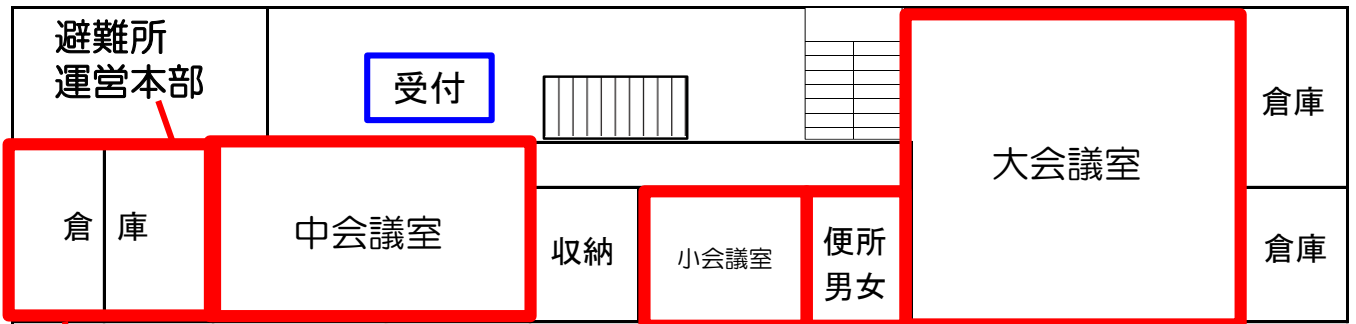 避難所
運営本部
受付
倉庫
大会議室
倉 庫
中会議室
収納
小会議室
便所
男女
倉庫